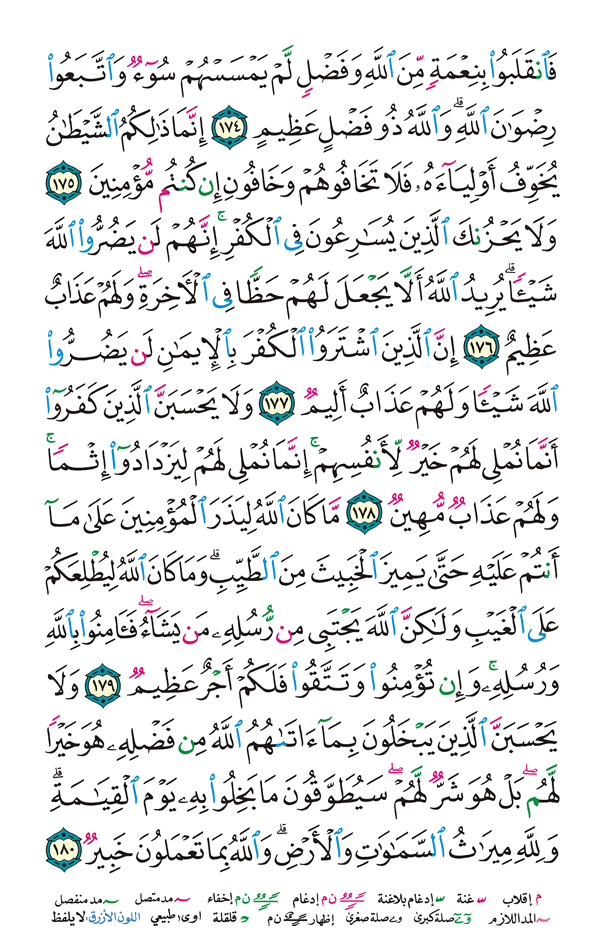 فَٱنقَلَبُوا۟ بِنِعْمَةٍ مِّنَ ٱللَّهِ وَفَضْلٍ لَّمْ يَمْسَسْهُمْ سُوٓءٌ وَٱتَّبَعُوا۟
رِضْوَٰنَ ٱللَّهِ ۗ وَٱللَّهُ ذُو فَضْلٍ عَظِيمٍ ١٧٤ إِنَّمَا ذَٰلِكُمُ ٱلشَّيْطَٰنُ
يُخَوِّفُ أَوْلِيَآءَهُۥ فَلَا تَخَافُوهُمْ وَخَافُونِ إِن كُنتُم مُّؤْمِنِينَ ١٧٥
وَلَا يَحْزُنكَ ٱلَّذِينَ يُسَٰرِعُونَ فِى ٱلْكُفْرِ ۚ إِنَّهُمْ لَن يَضُرُّوا۟ ٱللَّهَ
شَيْـًٔا ۗ يُرِيدُ ٱللَّهُ أَلَّا يَجْعَلَ لَهُمْ حَظًّا فِى ٱلْـَٔاخِرَةِ ۖ وَلَهُمْ عَذَابٌ
عَظِيمٌ ١٧٦ إِنَّ ٱلَّذِينَ ٱشْتَرَوُا۟ ٱلْكُفْرَ بِٱلْإِيمَٰنِ لَن يَضُرُّوا۟
ٱللَّهَ شَيْـًٔا وَلَهُمْ عَذَابٌ أَلِيمٌ ١٧٧ وَلَا يَحْسَبَنَّ ٱلَّذِينَ كَفَرُوٓا۟
أَنَّمَا نُمْلِى لَهُمْ خَيْرٌ لِّأَنفُسِهِمْ ۚ إِنَّمَا نُمْلِى لَهُمْ لِيَزْدَادُوٓا۟ إِثْمًا ۚ
وَلَهُمْ عَذَابٌ مُّهِينٌ ١٧٨ مَّا كَانَ ٱللَّهُ لِيَذَرَ ٱلْمُؤْمِنِينَ عَلَىٰ مَآ
أَنتُمْ عَلَيْهِ حَتَّىٰ يَمِيزَ ٱلْخَبِيثَ مِنَ ٱلطَّيِّبِ ۗ وَمَا كَانَ ٱللَّهُ لِيُطْلِعَكُمْ
عَلَى ٱلْغَيْبِ وَلَٰكِنَّ ٱللَّهَ يَجْتَبِى مِن رُّسُلِهِۦ مَن يَشَآءُ ۖ فَـَٔامِنُوا۟ بِٱللَّهِ
وَرُسُلِهِۦ ۚ وَإِن تُؤْمِنُوا۟ وَتَتَّقُوا۟ فَلَكُمْ أَجْرٌ عَظِيمٌ ١٧٩ وَلَا
يَحْسَبَنَّ ٱلَّذِينَ يَبْخَلُونَ بِمَآ ءَاتَىٰهُمُ ٱللَّهُ مِن فَضْلِهِۦ هُوَ خَيْرًا
لَّهُم ۖ بَلْ هُوَ شَرٌّ لَّهُمْ ۖ سَيُطَوَّقُونَ مَا بَخِلُوا۟ بِهِۦ يَوْمَ ٱلْقِيَٰمَةِ ۗ
وَلِلَّهِ مِيرَٰثُ ٱلسَّمَٰوَٰتِ وَٱلْأَرْضِ ۗ وَٱللَّهُ بِمَا تَعْمَلُونَ خَبِيرٌ ١٨٠
م إقلاب غنة إدغام بلاغنة ن م إدغام ن م إخفاء مد متصل مد منفصل
المد اللازم صلة كبرى صلة صغرى إظهار ن م قلقلة اوى طبيعي اللون الأزرق: لا يلفظ